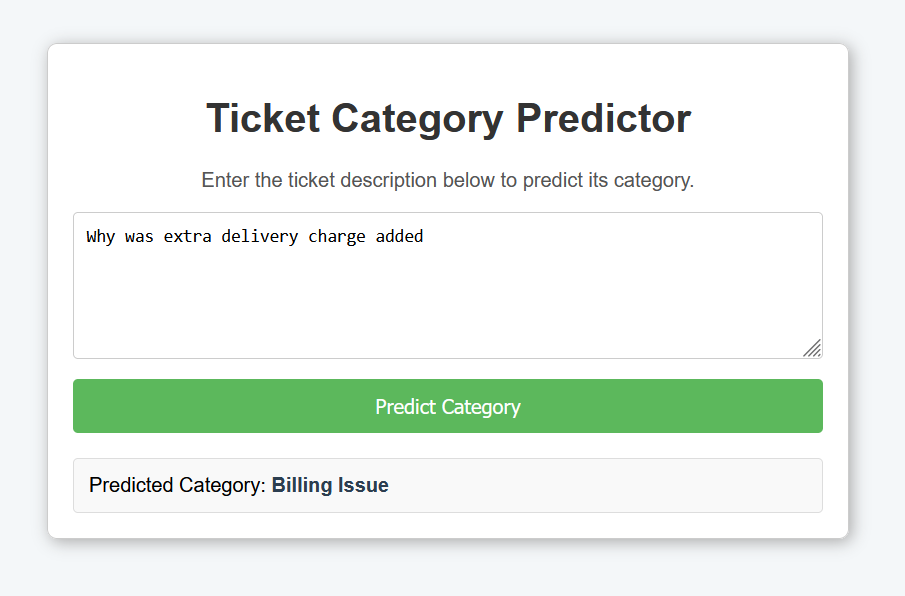 Ticket Category Predictor
Enter the ticket description below to predict its category.
Why was extra delivery charge added
Predict Category
Predicted Category: Billing Issue